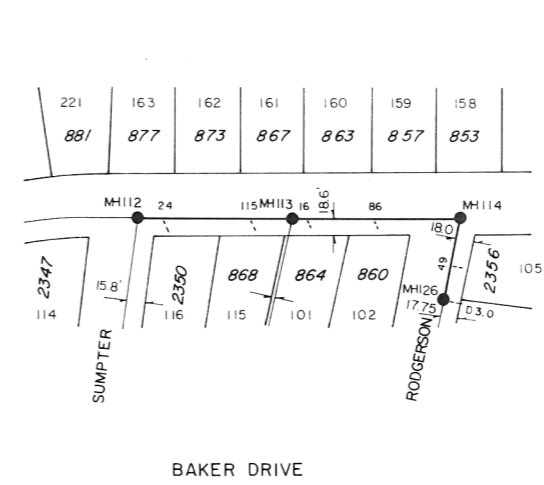 221 163 162 161 160 159 158
881 877 873 867 863 857 853
MH112 24 115 MH113 16 18.6' 86 MH114
18.0
2347 15.8' 2350 868 864 860 49 2356 105
MH126
17.75 D3.0
114 116 115 101 102
SUMPTER RODGERSON
BAKER DRIVE